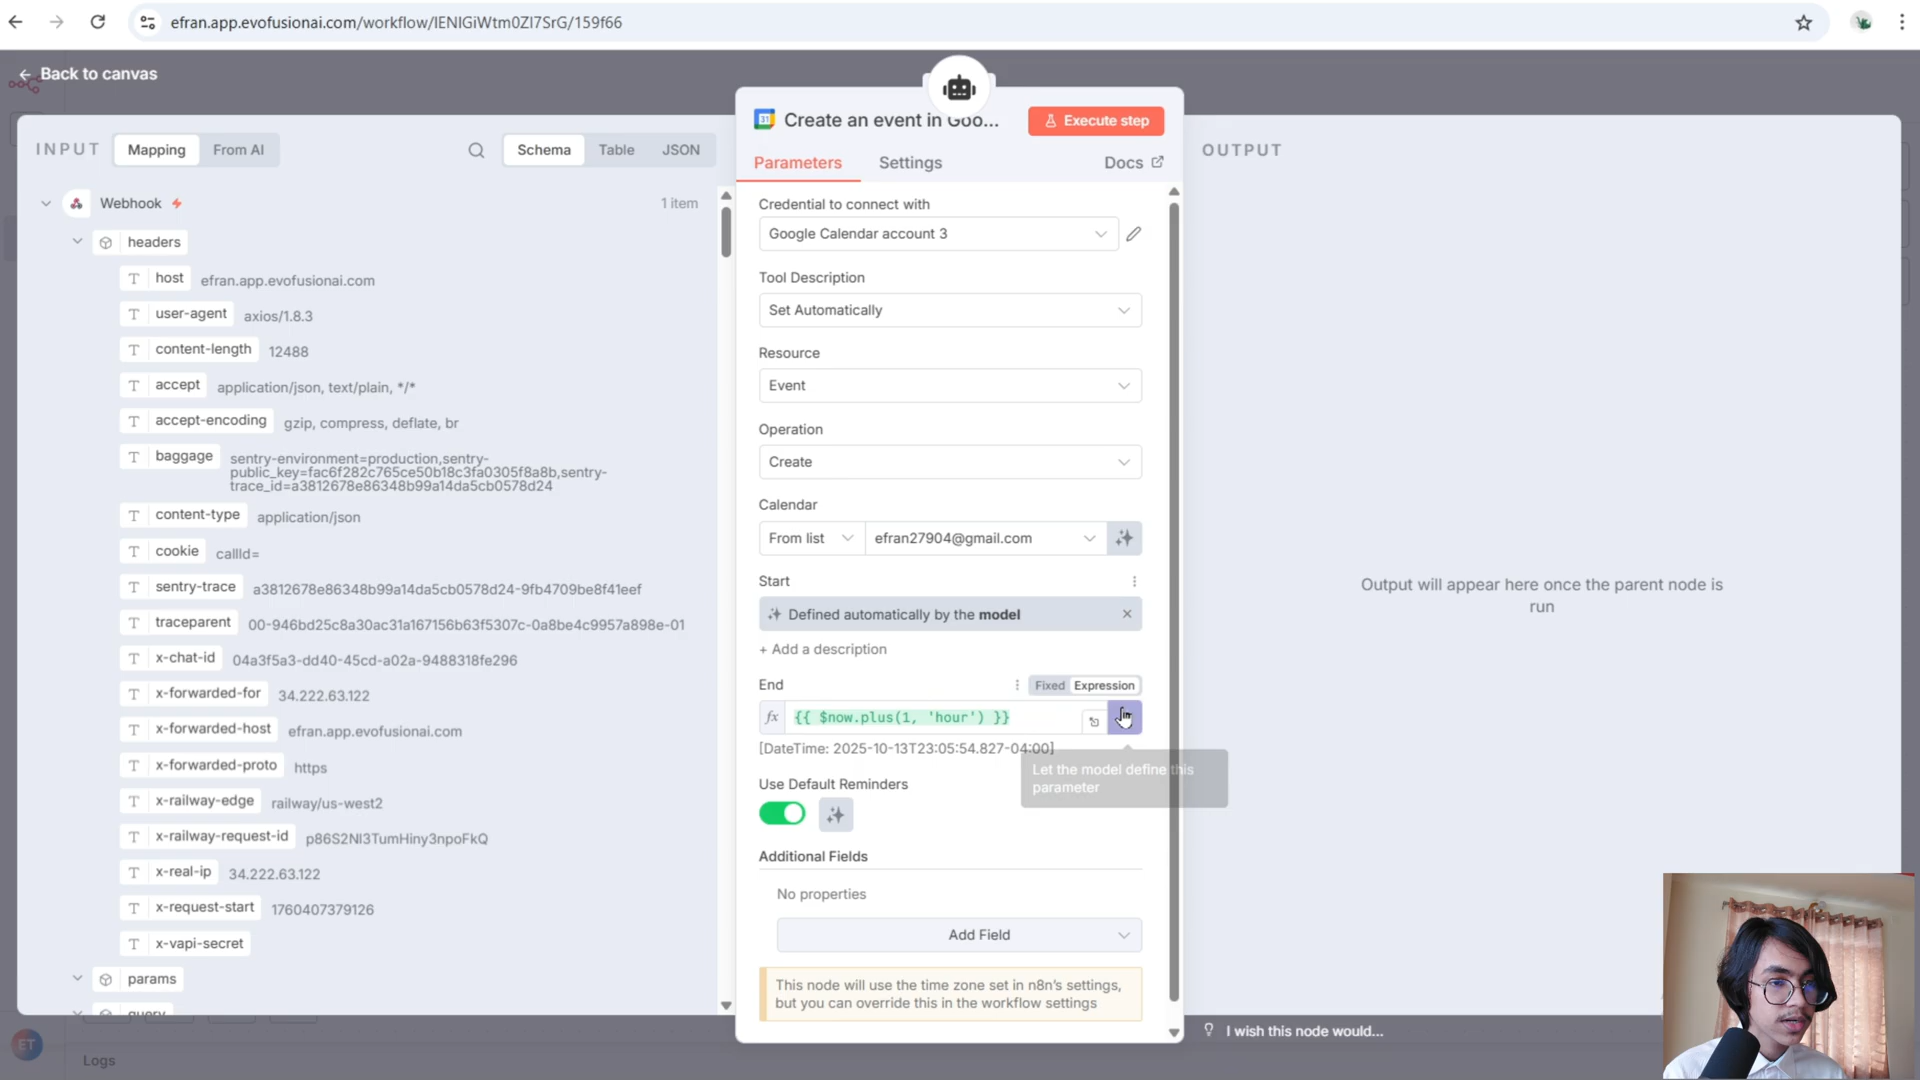 efran.app.evofusionai.com/workflow/IENIGiWtm0ZI7SrG/159f66
Back to canvas
INPUT
Mapping
From AI
Schema
Table
JSON
Webhook
1 item
headers
T host efran.app.evofusionai.com
T user-agent axios/1.8.3
T content-length 12488
T accept application/json, text/plain, */*
T accept-encoding gzip, compress, deflate, br
T baggage sentry-environment=production,sentry-
public_key=fac6f282c765ce50b18c3fa0305f8a8b,sentry-
trace_id=a3812678e86348b99a14da5cb0578d24
T content-type application/json
T cookie callId=
T sentry-trace a3812678e86348b99a14da5cb0578d24-9fb4709be8f41eef
T traceparent 00-946bd25c8a30ac31a167156b63f5307c-0a8be4c9957a898e-01
T x-chat-id 04a3f5a3-dd40-45cd-a02a-9488318fe296
T x-forwarded-for 34.222.63.122
T x-forwarded-host efran.app.evofusionai.com
T x-forwarded-proto https
T x-railway-edge railway/us-west2
T x-railway-request-id p86S2NI3TumHiny3npoFkQ
T x-real-ip 34.222.63.122
T x-request-start 1760407379126
T x-vapi-secret
params
query
ET
Logs
31 Create an event in Goo...
Execute step
Parameters
Settings
Docs
Credential to connect with
Google Calendar account 3
Tool Description
Set Automatically
Resource
Event
Operation
Create
Calendar
From list
efran27904@gmail.com
Start
Defined automatically by the model
+ Add a description
End
Fixed Expression
fx {{ $now.plus(1, 'hour') }}
[DateTime: 2025-10-13T23:05:54.827-04:00]
Let the model define this
parameter
Use Default Reminders
Additional Fields
No properties
Add Field
This node will use the time zone set in n8n's settings,
but you can override this in the workflow settings
OUTPUT
Output will appear here once the parent node is
run
I wish this node would...